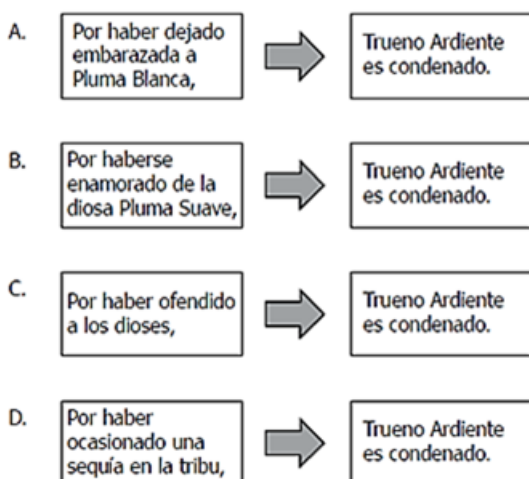 A.
Por haber dejado
embarazada a
Pluma Blanca,
Trueno Ardiente
es condenado.
B.
Por haberse
enamorado de la
diosa Pluma Suave,
Trueno Ardiente
es condenado.
C.
Por haber ofendido
a los dioses,
Trueno Ardiente
es condenado.
D.
Por haber
ocasionado una
sequía en la tribu,
Trueno Ardiente
es condenado.